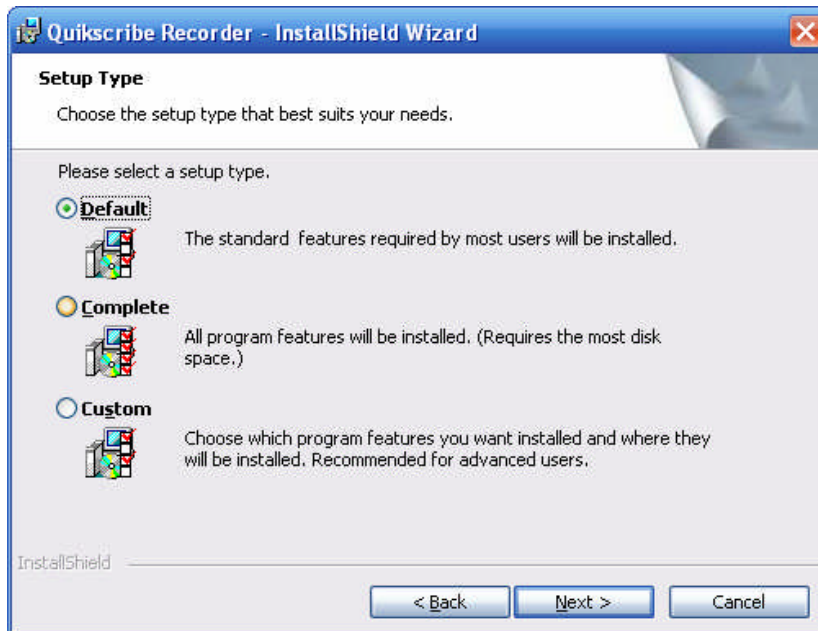 Quikscribe Recorder - InstallShield Wizard
Setup Type
Choose the setup type that best suits your needs.
Please select a setup type.
Default
The standard features required by most users will be installed.
Complete
All program features will be installed. (Requires the most disk
space.)
Custom
Choose which program features you want installed and where they
will be installed. Recommended for advanced users.
InstallShield
< Back Next > Cancel